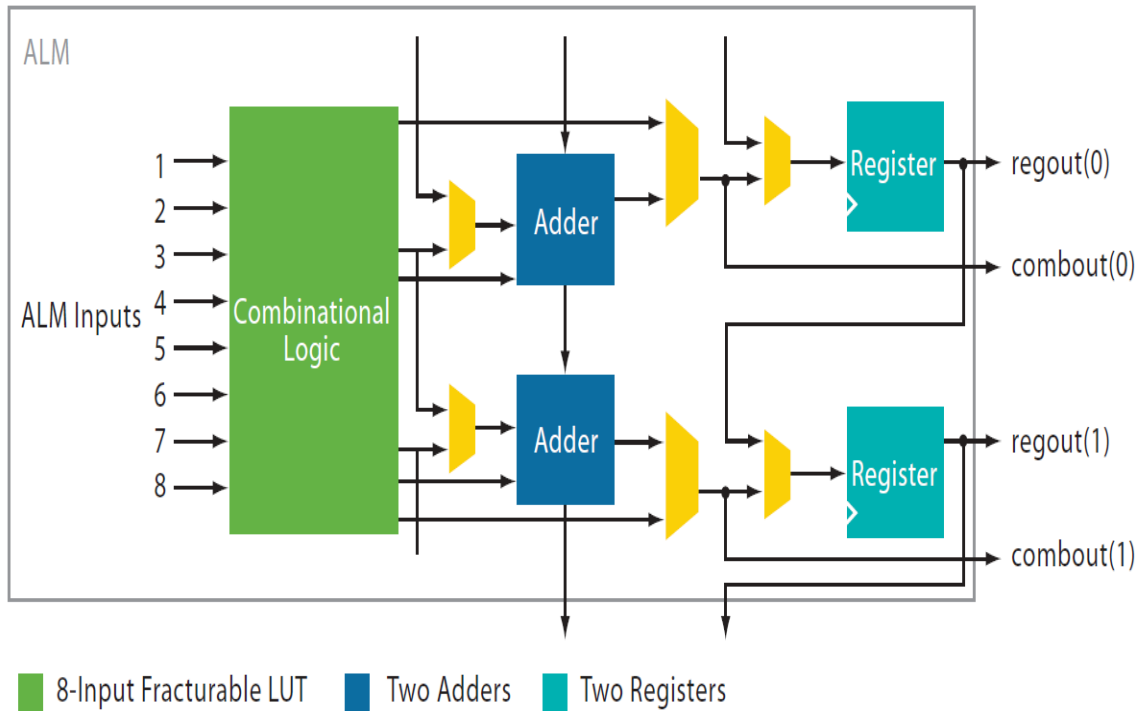 ALM
ALM Inputs
1
2
3
4
5
6
7
8
Combinational
Logic
Adder
Adder
Register
Register
regout(0)
combout(0)
regout(1)
combout(1)
8-Input Fracturable LUT
Two Adders
Two Registers